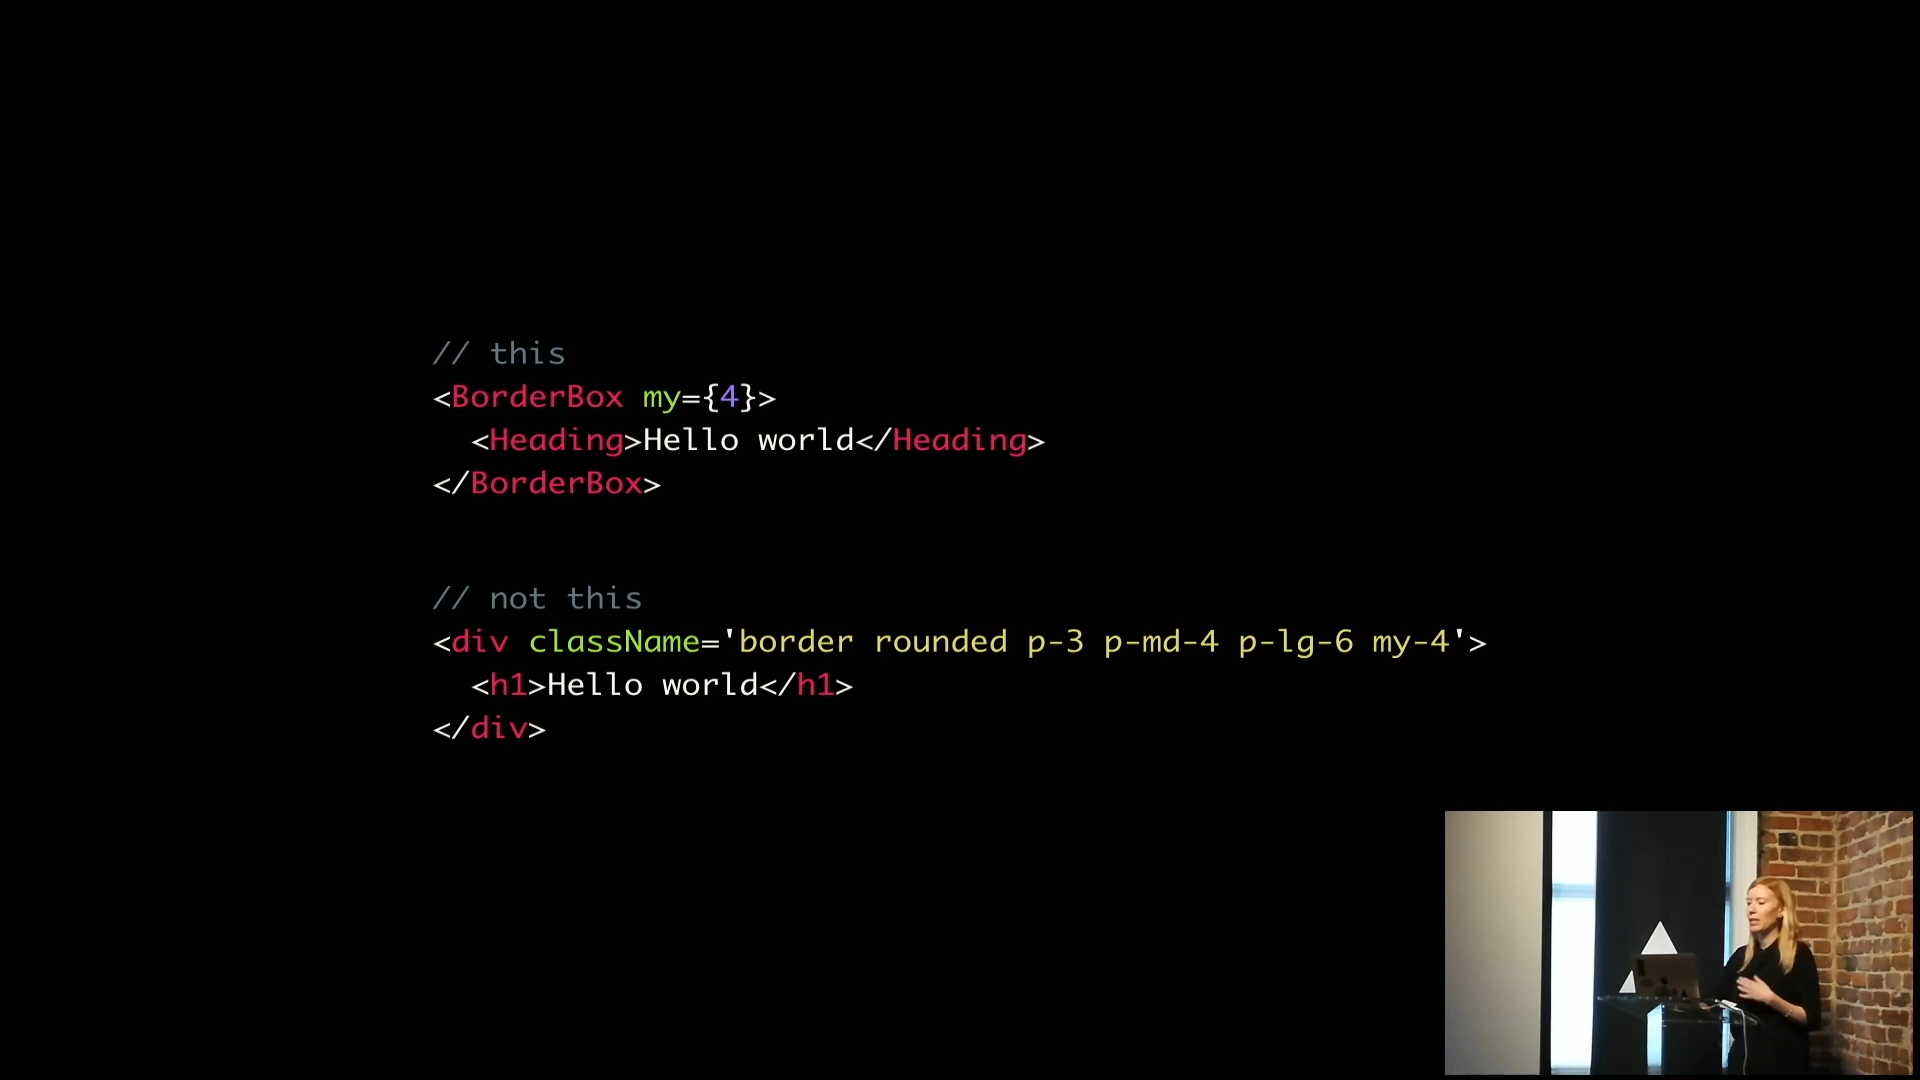 // this
<BorderBox my={4}>
  <Heading>Hello world</Heading>
</BorderBox>
// not this
<div className='border rounded p-3 p-md-4 p-lg-6 my-4'>
  <h1>Hello world</h1>
</div>